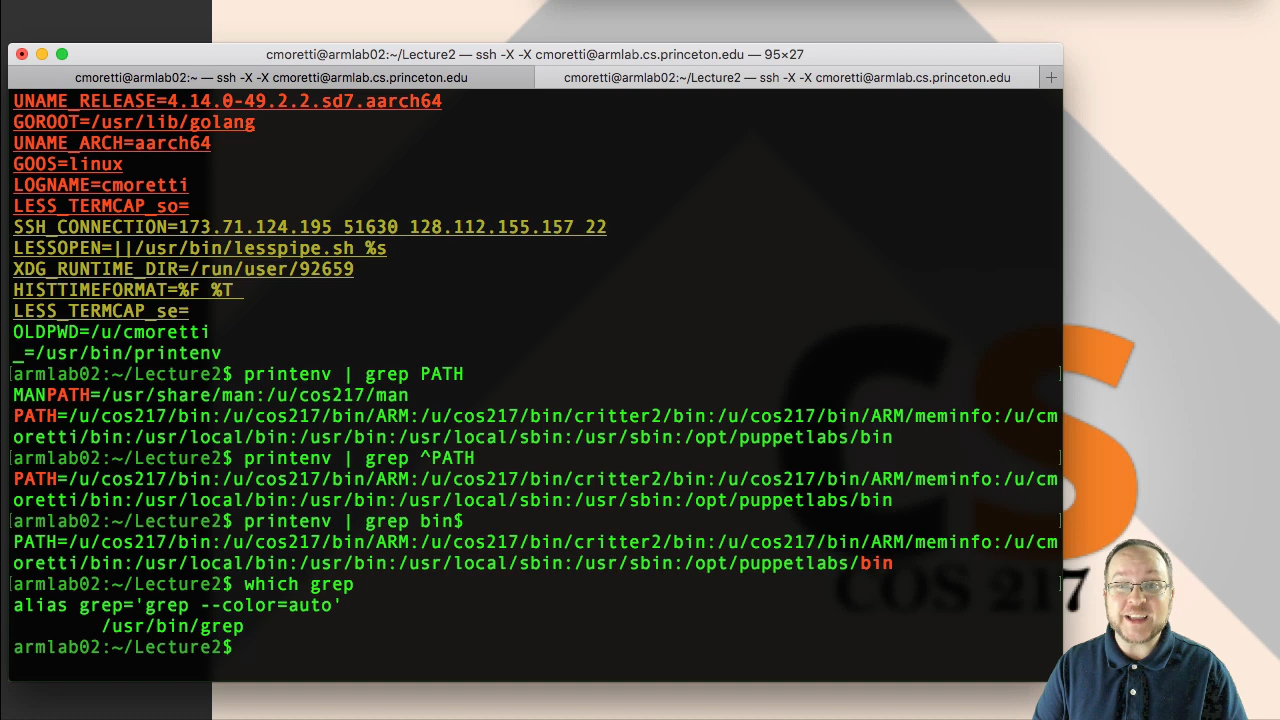 cmoretti@armlab02:~/Lecture2 — ssh -X -X cmoretti@armlab.cs.princeton.edu — 95×27
cmoretti@armlab02:~ — ssh -X -X cmoretti@armlab.cs.princeton.edu
cmoretti@armlab02:~/Lecture2 — ssh -X -X cmoretti@armlab.cs.princeton.edu
UNAME_RELEASE=4.14.0-49.2.2.sd7.aarch64
GOROOT=/usr/lib/golang
UNAME_ARCH=aarch64
GOOS=linux
LOGNAME=cmoretti
LESS_TERMCAP_so=
SSH_CONNECTION=173.71.124.195 51630 128.112.155.157 22
LESSOPEN=||/usr/bin/lesspipe.sh %s
XDG_RUNTIME_DIR=/run/user/92659
HISTTIMEFORMAT=%F %T
LESS_TERMCAP_se=
OLDPWD=/u/cmoretti
_=/usr/bin/printenv
[armlab02:~/Lecture2$ printenv | grep PATH ]
MANPATH=/usr/share/man:/u/cos217/man
PATH=/u/cos217/bin:/u/cos217/bin/ARM:/u/cos217/bin/critter2/bin:/u/cos217/bin/ARM/meminfo:/u/cm
oretti/bin:/usr/local/bin:/usr/bin:/usr/local/sbin:/usr/sbin:/opt/puppetlabs/bin
[armlab02:~/Lecture2$ printenv | grep ^PATH ]
PATH=/u/cos217/bin:/u/cos217/bin/ARM:/u/cos217/bin/critter2/bin:/u/cos217/bin/ARM/meminfo:/u/cm
oretti/bin:/usr/local/bin:/usr/bin:/usr/local/sbin:/usr/sbin:/opt/puppetlabs/bin
[armlab02:~/Lecture2$ printenv | grep bin$ ]
PATH=/u/cos217/bin:/u/cos217/bin/ARM:/u/cos217/bin/critter2/bin:/u/cos217/bin/ARM/meminfo:/u/cm
oretti/bin:/usr/local/bin:/usr/bin:/usr/local/sbin:/usr/sbin:/opt/puppetlabs/bin
[armlab02:~/Lecture2$ which grep ]
alias grep='grep --color=auto'
/usr/bin/grep
armlab02:~/Lecture2$
CS
COS 217